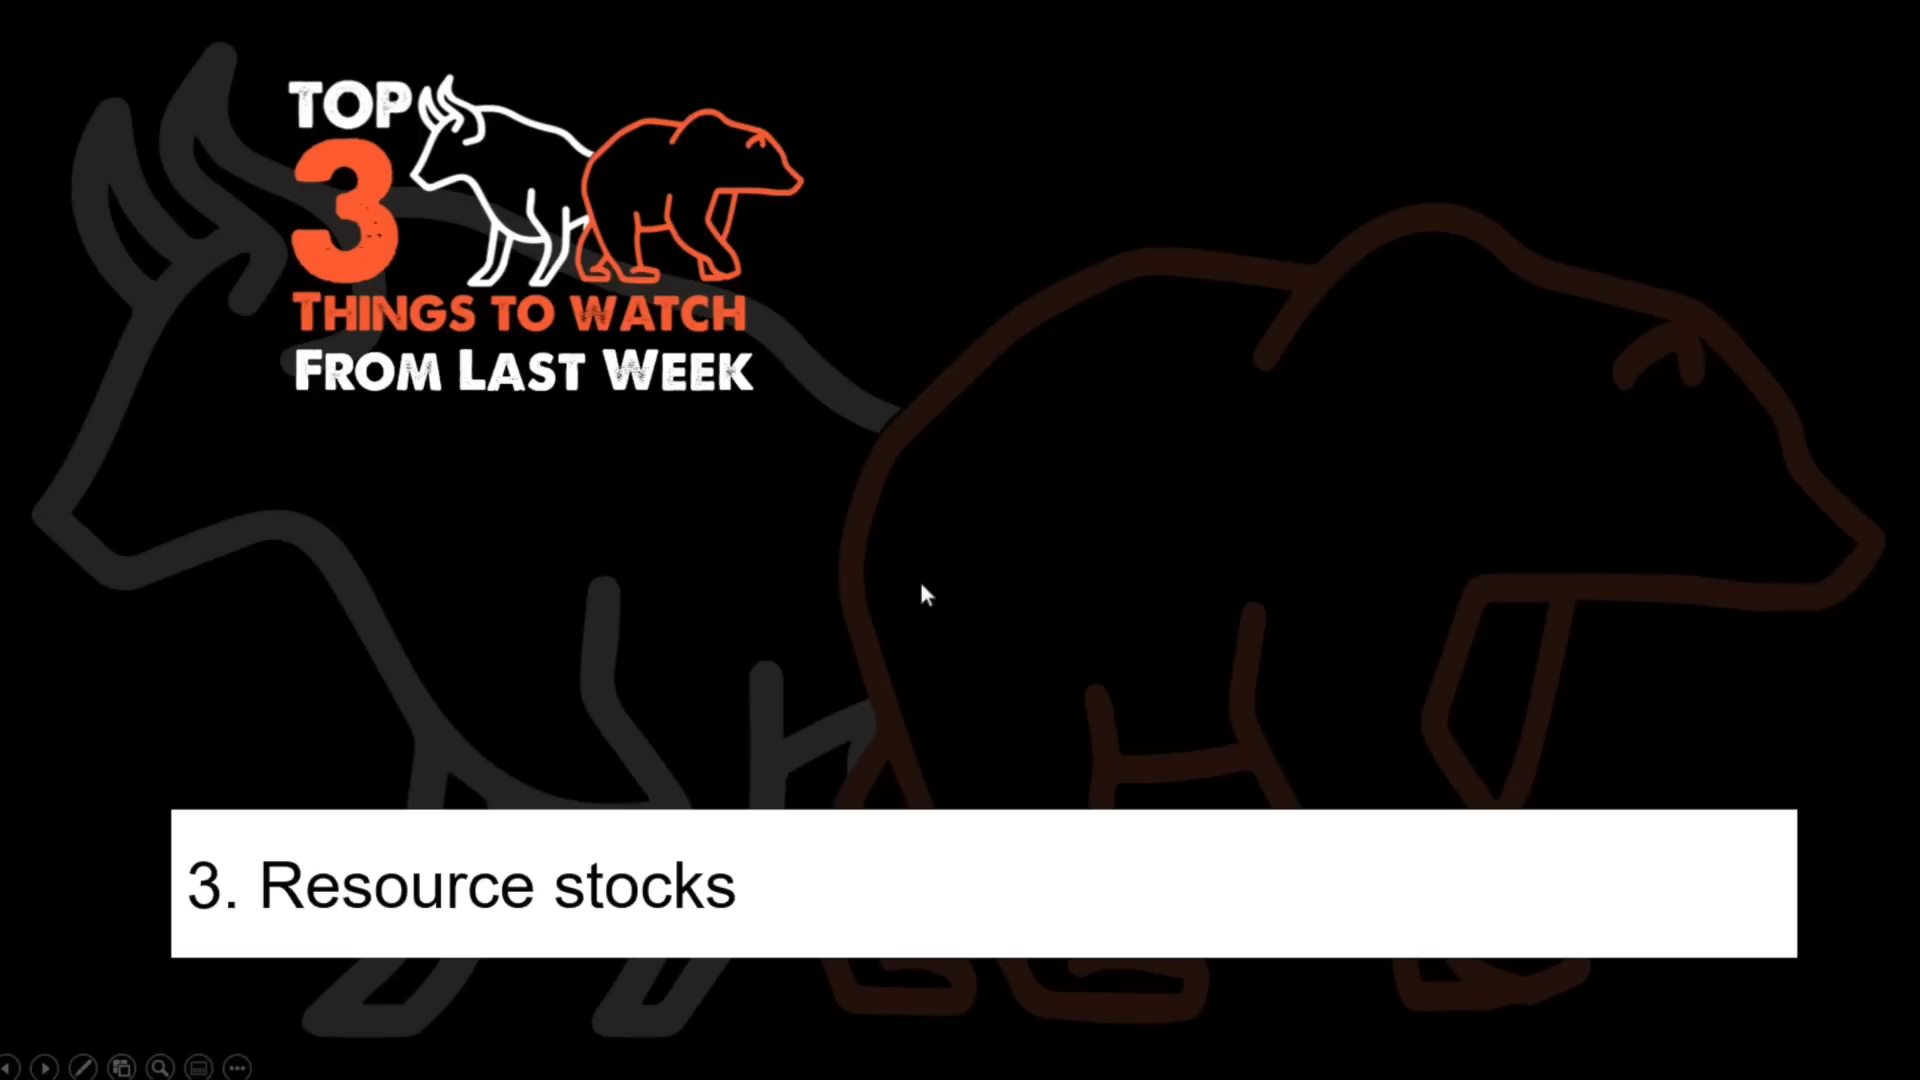 TOP
3
THINGS TO WATCH
FROM LAST WEEK
3. Resource stocks